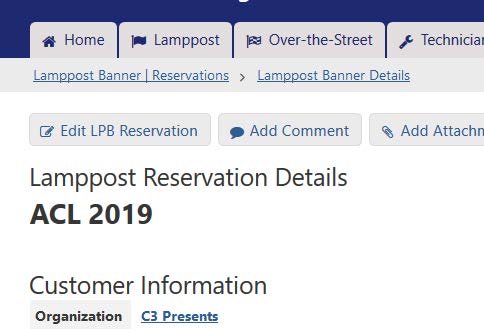 Home Lamppost Over-the-Street Technician
Lamppost Banner | Reservations > Lamppost Banner Details
Edit LPB Reservation Add Comment Add Attachm
Lamppost Reservation Details
ACL 2019
Customer Information
Organization C3 Presents